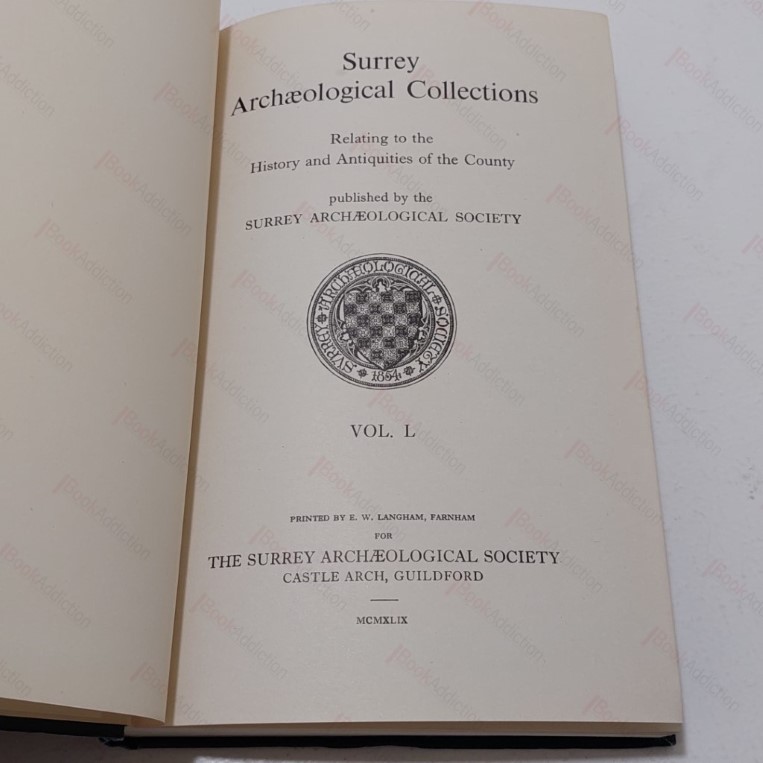 Surrey
Archæological Collections
Relating to the
History and Antiquities of the County
published by the
SURREY ARCHÆOLOGICAL SOCIETY
SURREY ARCHÆOLOGICAL SOCIETY
1854
VOL. L
PRINTED BY E. W. LANGHAM, FARNHAM
FOR
THE SURREY ARCHÆOLOGICAL SOCIETY
CASTLE ARCH, GUILDFORD
MCMXLIX
BookAddiction